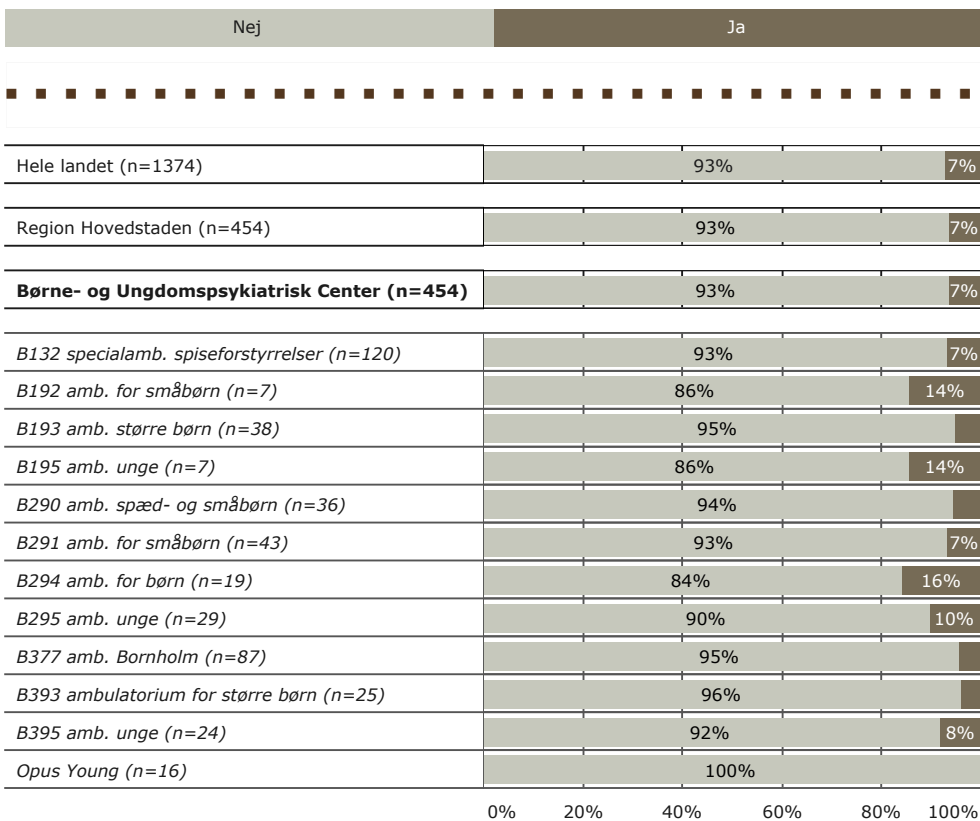 Nej Ja
Hele landet (n=1374) 93% 7%
Region Hovedstaden (n=454) 93% 7%
Børne- og Ungdomspsykiatrisk Center (n=454) 93% 7%
B132 specialamb. spiseforstyrrelser (n=120) 93% 7%
B192 amb. for småbørn (n=7) 86% 14%
B193 amb. større børn (n=38) 95%
B195 amb. unge (n=7) 86% 14%
B290 amb. spæd- og småbørn (n=36) 94%
B291 amb. for småbørn (n=43) 93% 7%
B294 amb. for børn (n=19) 84% 16%
B295 amb. unge (n=29) 90% 10%
B377 amb. Bornholm (n=87) 95%
B393 ambulatorium for større børn (n=25) 96%
B395 amb. unge (n=24) 92% 8%
Opus Young (n=16) 100%
0% 20% 40% 60% 80% 100%